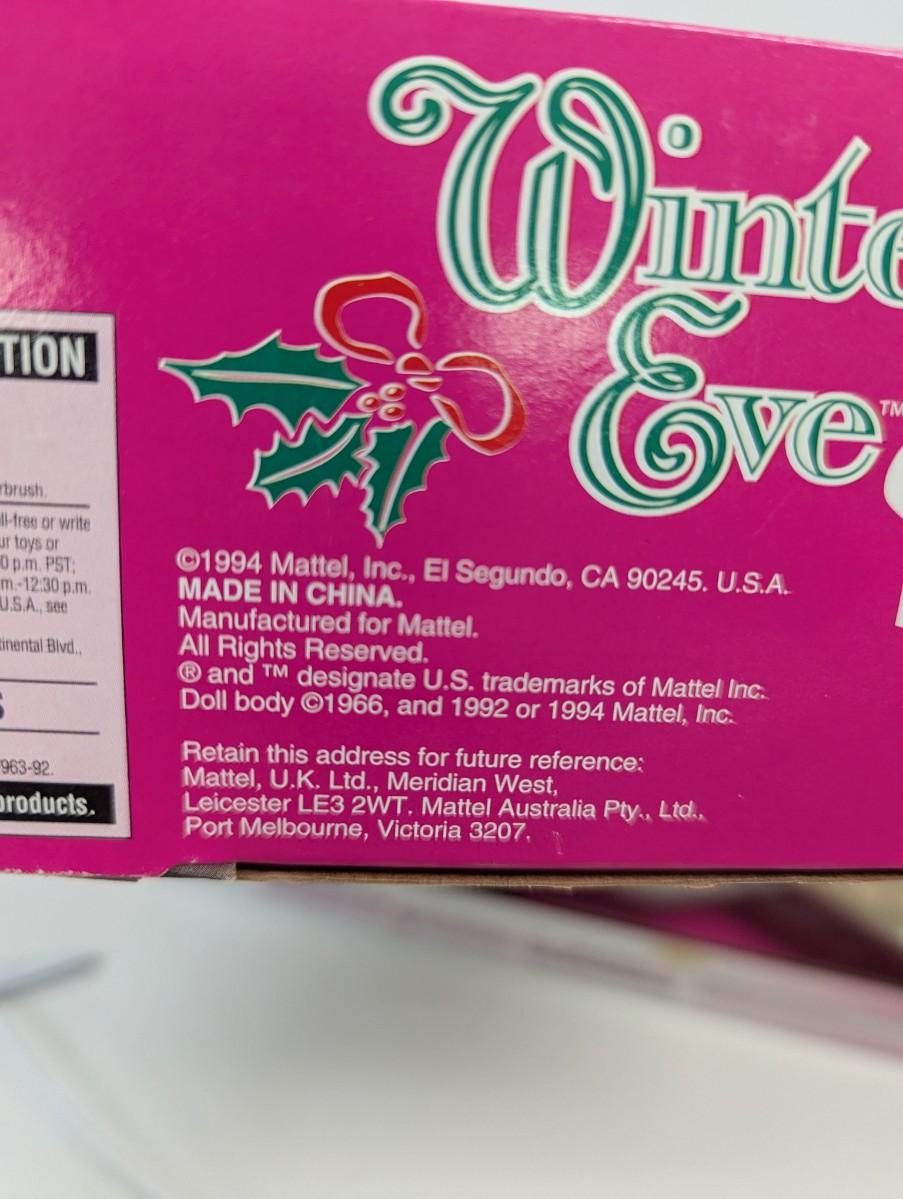 Winte
Eve™
TION
rbrush.
ll-free or write
ur toys or
0 p.m. PST;
m.-12:30 p.m.
U.S.A., see
tinental Blvd.,
S
963-92.
products.
©1994 Mattel, Inc., El Segundo, CA 90245. U.S.A.
MADE IN CHINA.
Manufactured for Mattel.
All Rights Reserved.
® and ™ designate U.S. trademarks of Mattel Inc.
Doll body ©1966, and 1992 or 1994 Mattel, Inc.
Retain this address for future reference:
Mattel, U.K. Ltd., Meridian West,
Leicester LE3 2WT. Mattel Australia Pty., Ltd.,
Port Melbourne, Victoria 3207.